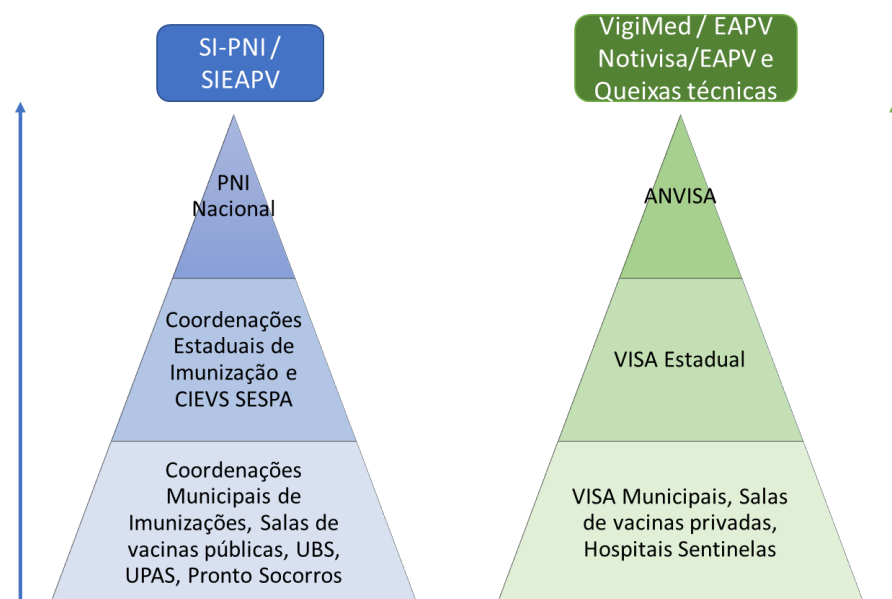 SI-PNI /
SIEAPV
PNI
Nacional
Coordenações
Estaduais de
Imunização e
CIEVS SESPA
Coordenações
Municipais de
Imunizações, Salas de
vacinas públicas, UBS,
UPAS, Pronto Socorros
VigiMed / EAPV
Notivisa/EAPV e
Queixas técnicas
ANVISA
VISA Estadual
VISA Municipais, Salas
de vacinas privadas,
Hospitais Sentinelas